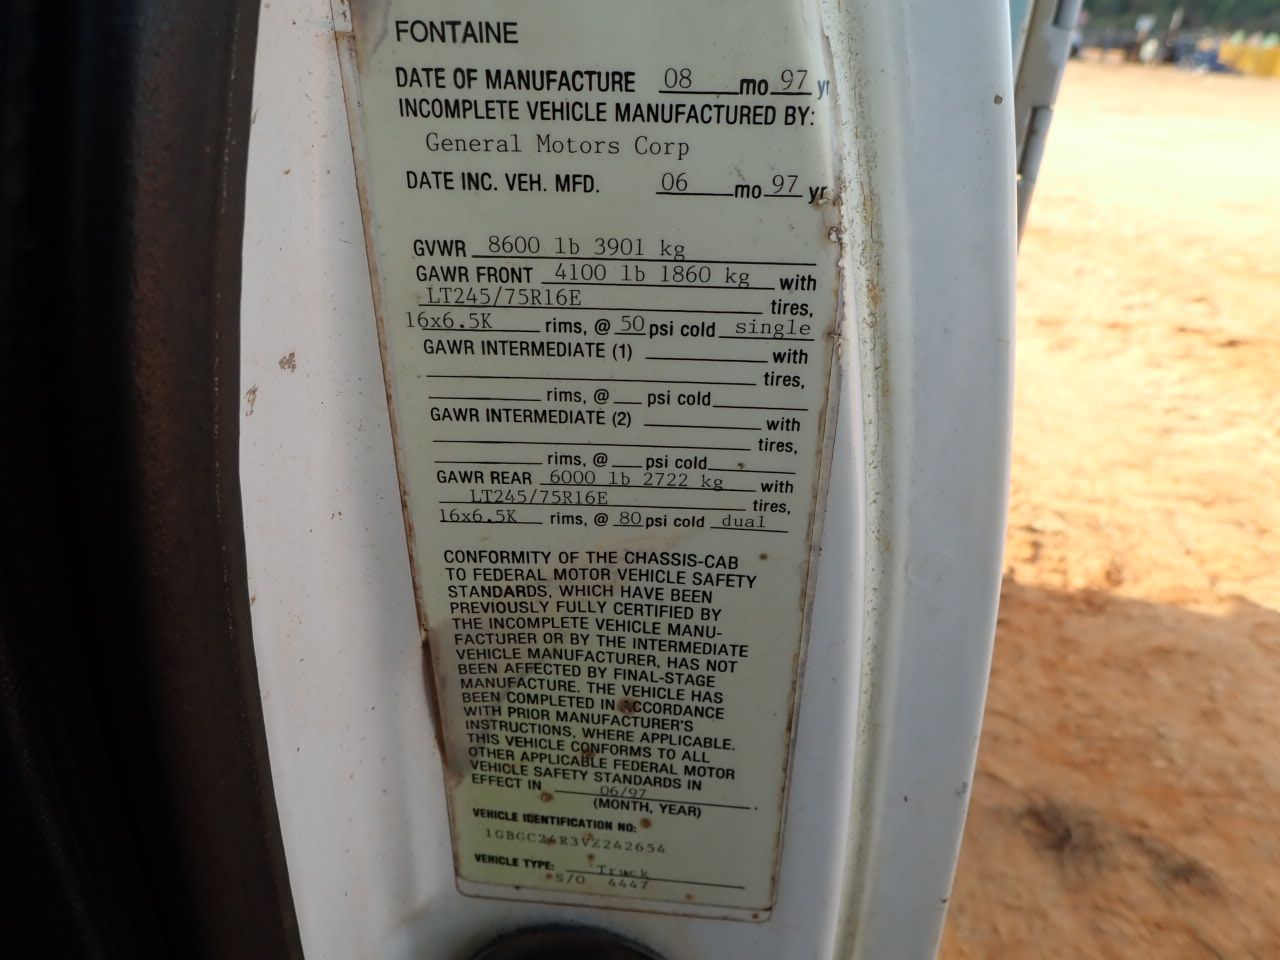 FONTAINE
DATE OF MANUFACTURE 08 mo 97 yr
INCOMPLETE VEHICLE MANUFACTURED BY:
General Motors Corp
DATE INC. VEH. MFD. 06 mo 97 yr
GVWR 8600 lb 3901 kg
GAWR FRONT 4100 lb 1860 kg with
LT245/75R16E tires,
16x6.5K rims, @ 50 psi cold single
GAWR INTERMEDIATE (1) with
tires,
rims, @ psi cold
GAWR INTERMEDIATE (2) with
tires,
rims, @ psi cold
GAWR REAR 6000 lb 2722 kg with
LT245/75R16E tires,
16x6.5K rims, @ 80 psi cold dual
CONFORMITY OF THE CHASSIS-CAB
TO FEDERAL MOTOR VEHICLE SAFETY
STANDARDS, WHICH HAVE BEEN
PREVIOUSLY FULLY CERTIFIED BY
THE INCOMPLETE VEHICLE MANU-
FACTURER OR BY THE INTERMEDIATE
VEHICLE MANUFACTURER, HAS NOT
BEEN AFFECTED BY FINAL-STAGE
MANUFACTURE. THE VEHICLE HAS
BEEN COMPLETED IN ACCORDANCE
WITH PRIOR MANUFACTURER'S
INSTRUCTIONS, WHERE APPLICABLE.
THIS VEHICLE CONFORMS TO ALL
OTHER APPLICABLE FEDERAL MOTOR
VEHICLE SAFETY STANDARDS IN
EFFECT IN 06/97
(MONTH, YEAR)
VEHICLE IDENTIFICATION NO:
1GBGC24R3VZ242654
VEHICLE TYPE: Truck
S/O 4447